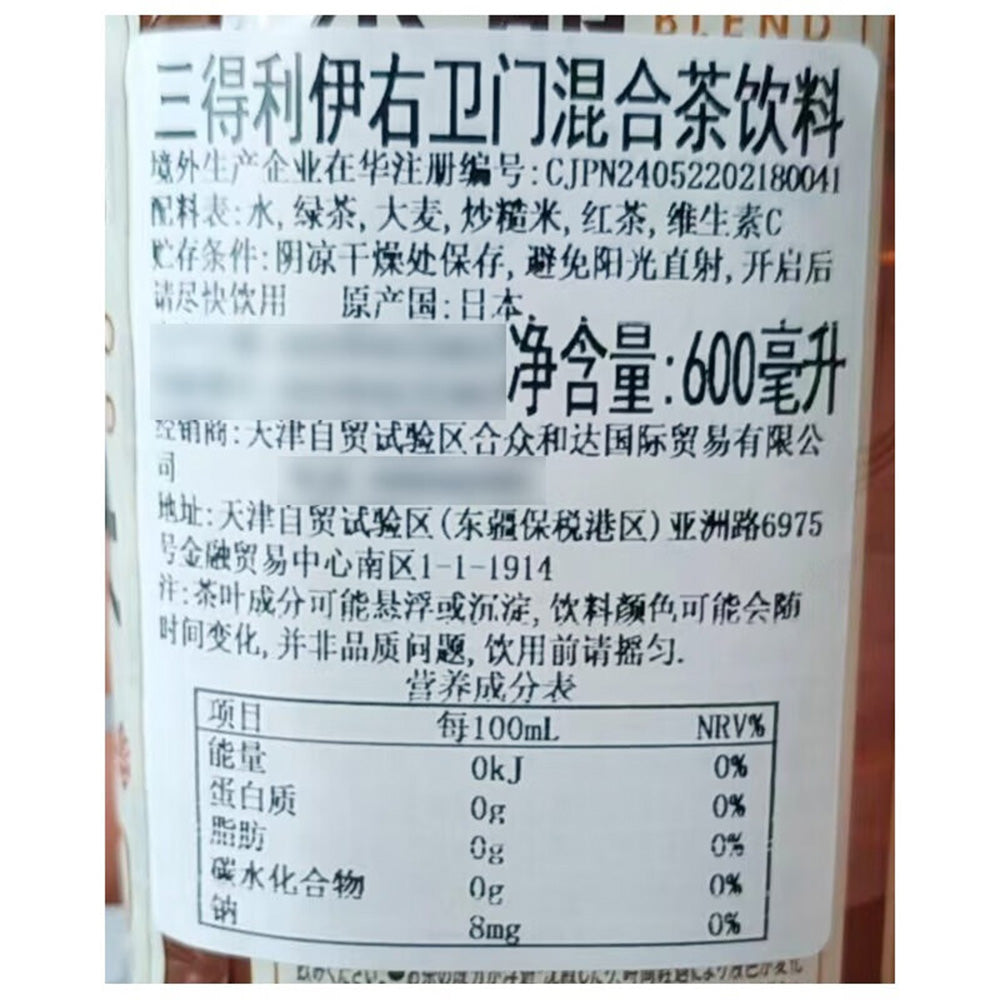 BLEND
三得利伊右卫门混合茶饮料
境外生产企业在华注册编号:CJPN24052202180041
配料表:水,绿茶,大麦,炒糙米,红茶,维生素C
贮存条件:阴凉干燥处保存,避免阳光直射,开启后
请尽快饮用 原产国:日本
净含量:600毫升
经销商:天津自贸试验区合众和达国际贸易有限公
司
地址:天津自贸试验区(东疆保税港区)亚洲路6975
号金融贸易中心南区1-1-1914
注:茶叶成分可能悬浮或沉淀,饮料颜色可能会随
时间变化,并非品质问题,饮用前请摇匀.
营养成分表
项目 每100mL NRV%
能量 0kJ 0%
蛋白质 0g 0%
脂肪 0g 0%
碳水化合物 0g 0%
钠 8mg 0%